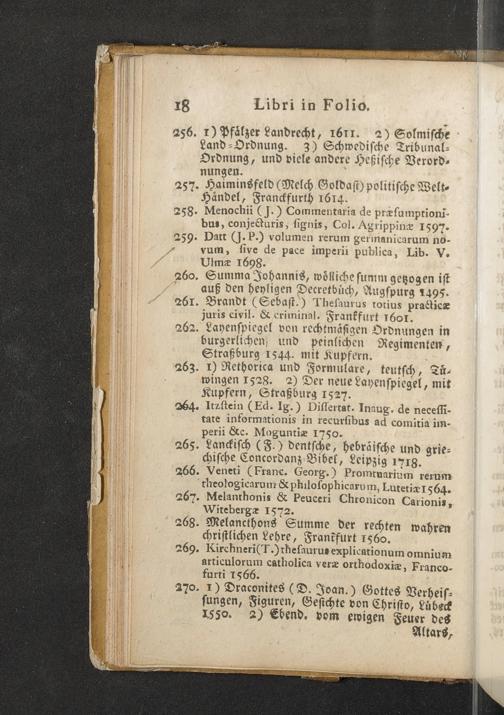 18 Libri in Folio.
256. 1) Pfälzer Landrecht, 1611. 2) Solmische
Land-Ordnung. 3) Schwedische Tribunal-
Ordnung, und viele andere Heßische Verord-
nungen.
257. Haiminsfeld (Melch Goldast) politische Welt-
Händel, Franckfurth 1614.
258. Menochii (J.) Commentaria de præsumptioni-
bus, conjecturis, signis, Col. Agrippinæ 1597.
259. Datt (J. P.) volumen rerum germanicarum no-
vum, sive de pace imperii publica, Lib. V.
Ulmæ 1698.
260. Summa Johannis, wölliche summ gezogen ist
auß den heyligen Decretbüch, Augspurg 1495.
261. Brandt (Sebast.) Thesaurus totius practicæ
juris civil. & criminal. Frankfurt 1601.
262. Layenspiegel von rechtmäsigen Ordnungen in
burgerlichen und peinlichen Regimenten,
Straßburg 1544. mit Kupfern.
263. 1) Rethorica und Formulare, teutsch, Tü-
wingen 1528. 2) Der neue Layenspiegel, mit
Kupfern, Straßburg 1527.
264. Itzstein (Ed. Ig.) Dissertat. Inaug. de necessi-
tate informationis in recursibus ad comitia im-
perii &c. Moguntiæ 1750.
265. Lanckisch (F.) dentsche, hebräische und grie-
chische Concordanz-Bibel, Leipzig 1718.
266. Veneti (Franc. Georg.) Promtuarium rerum
theologicarum & philosophicarum, Lutetiæ 1564.
267. Melanthonis & Peuceri Chronicon Carionis,
Witebergæ 1572.
268. Melancthons Summe der rechten wahren
christlichen Lehre, Frankfurt 1560.
269. Kirchneri (T.) thesaurus explicationum omnium
articulorum catholica veræ orthodoxiæ, Franco-
furti 1566.
270. 1) Draconites (D. Joan.) Gottes Verheis-
sungen, Figuren, Gesichte von Christo, Lübeck
1550. 2) Ebend. vom ewigen Feuer des
Altars,